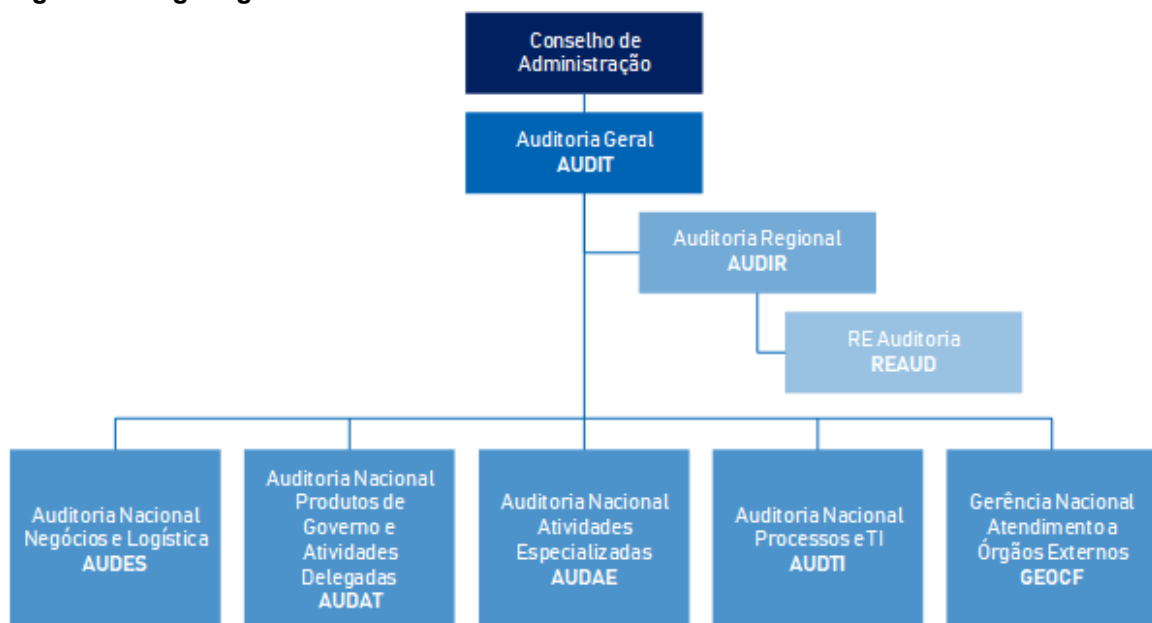 Conselho de
Administração
Auditoria Geral
AUDIT
Auditoria Regional
AUDIR
RE Auditoria
REAUD
Auditoria Nacional
Negócios e Logística
AUDES
Auditoria Nacional
Produtos de
Governo e
Atividades
Delegadas
AUDAT
Auditoria Nacional
Atividades
Especializadas
AUDAE
Auditoria Nacional
Processos e TI
AUDTI
Gerência Nacional
Atendimento a
Órgãos Externos
GEOCF